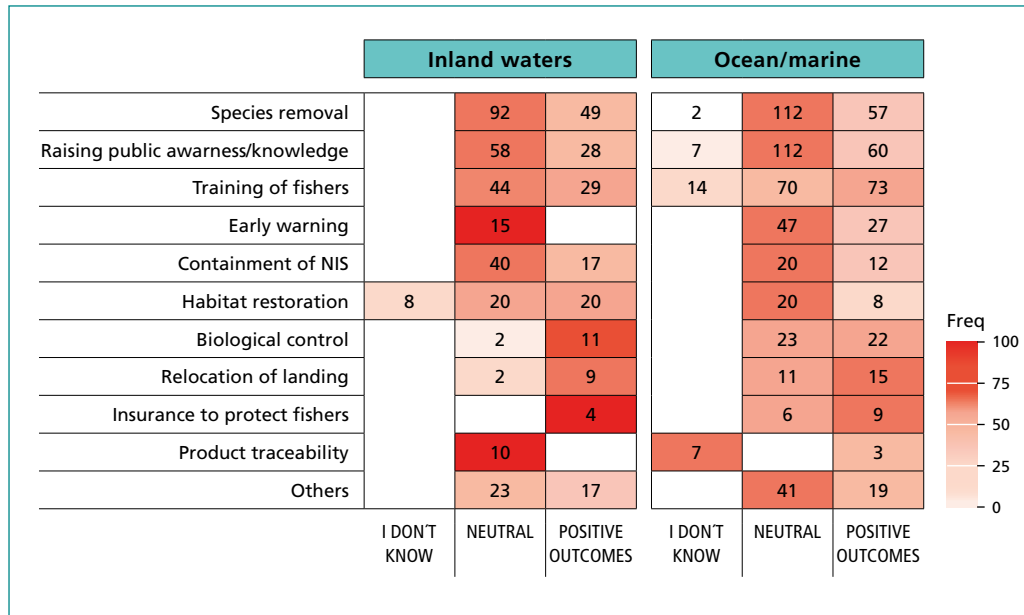 Inland waters Ocean/marine
Species removal 92 49 2 112 57
Raising public awarness/knowledge 58 28 7 112 60
Training of fishers 44 29 14 70 73
Early warning 15 47 27
Containment of NIS 40 17 20 12
Habitat restoration 8 20 20 20 8
Biological control 2 11 23 22
Relocation of landing 2 9 11 15
Insurance to protect fishers 4 6 9
Product traceability 10 7 3
Others 23 17 41 19
I DON´T KNOW NEUTRAL POSITIVE OUTCOMES I DON´T KNOW NEUTRAL POSITIVE OUTCOMES
Freq
100
75
50
25
0